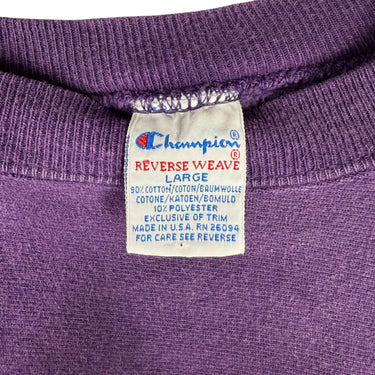 Champion®
REVERSE WEAVE®
LARGE
90% COTTON/COTON/BAUMWOLLE
COTONE/KATOEN/BOMULD
10% POLYESTER
EXCLUSIVE OF TRIM
MADE IN U.S.A. RN 26094
FOR CARE SEE REVERSE
1